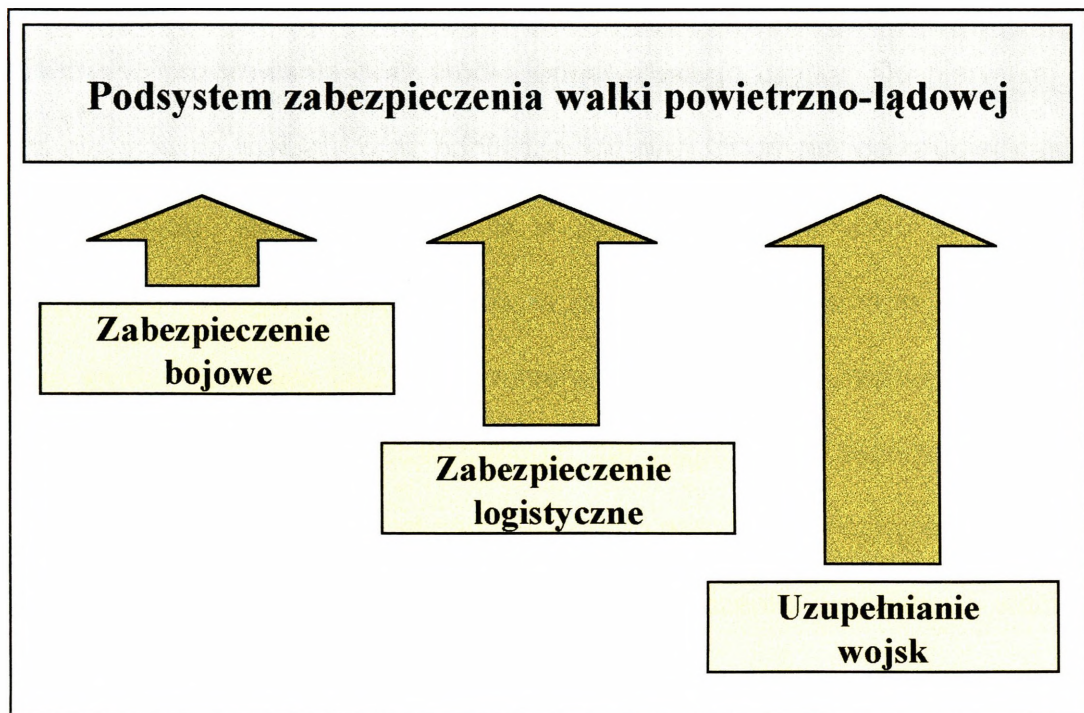 Podsystem zabezpieczenia walki powietrzno-lądowej
Zabezpieczenie
bojowe
Zabezpieczenie
logistyczne
Uzupełnianie
wojsk